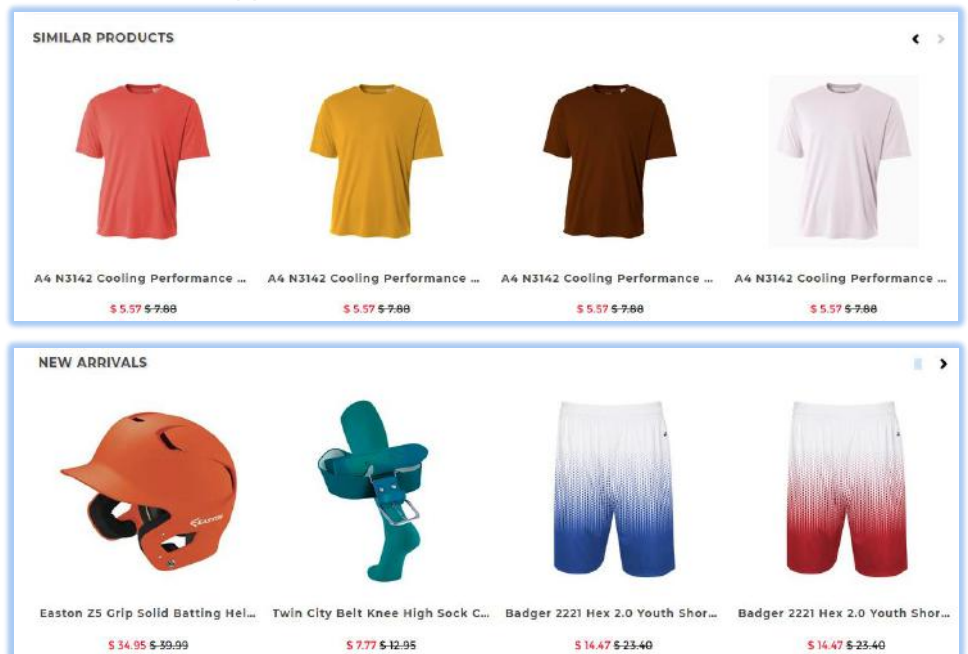 SIMILAR PRODUCTS
A4 N3142 Cooling Performance ... A4 N3142 Cooling Performance ... A4 N3142 Cooling Performance ... A4 N3142 Cooling Performance ...
$ 5.57 $ 7.88 $ 5.57 $ 7.88 $ 5.57 $ 7.88 $ 5.57 $ 7.88
NEW ARRIVALS
EASTON
Easton Z5 Grip Solid Batting Hel... Twin City Belt Knee High Sock C... Badger 2221 Hex 2.0 Youth Shor... Badger 2221 Hex 2.0 Youth Shor...
$ 34.95 $ 39.99 $ 7.77 $ 12.95 $ 14.47 $ 23.40 $ 14.47 $ 23.40